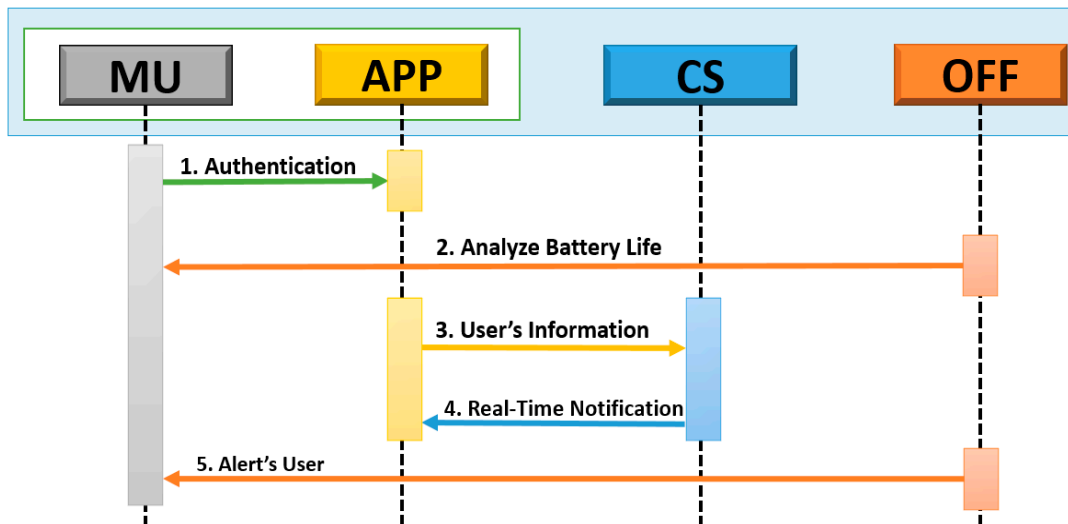 MU
APP
CS
OFF
1. Authentication
2. Analyze Battery Life
3. User’s Information
4. Real-Time Notification
5. Alert’s User